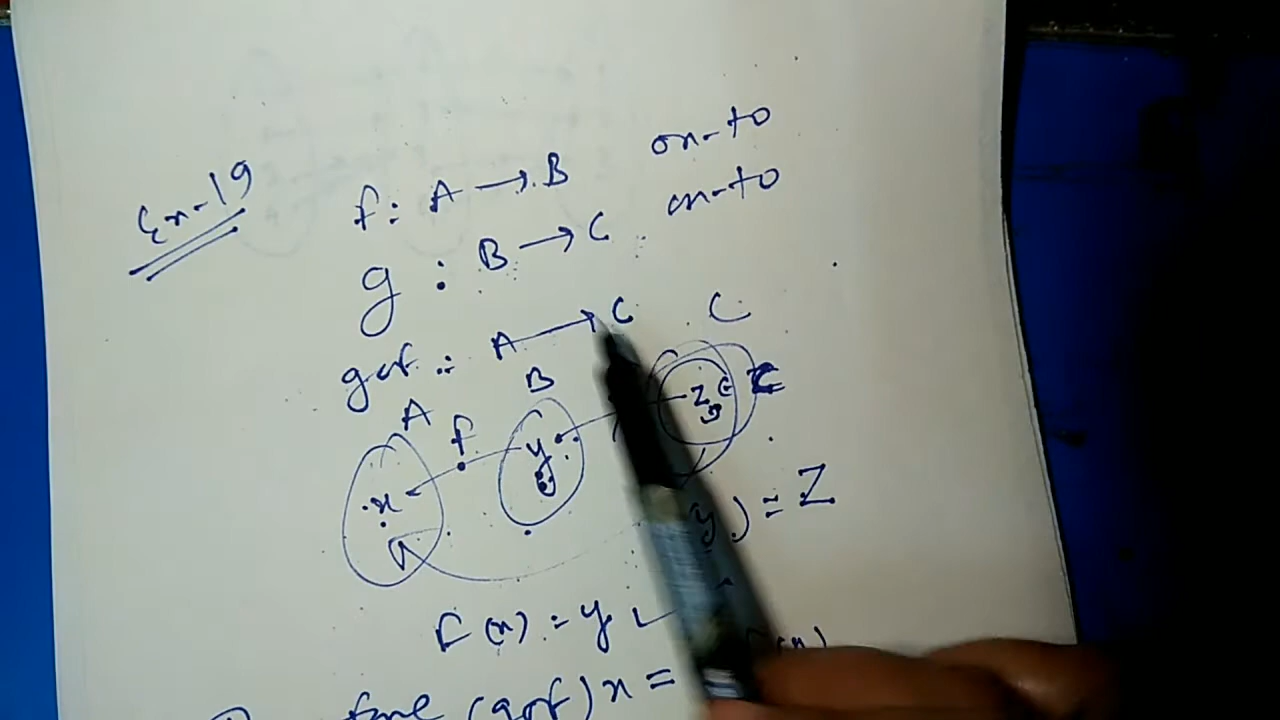 Ex-19
f: A → B on-to
g : B → C on-to
gof : A → C
A f B C
x y z ∈ C
y) = Z
F(x) = y
(gof) x = (x)